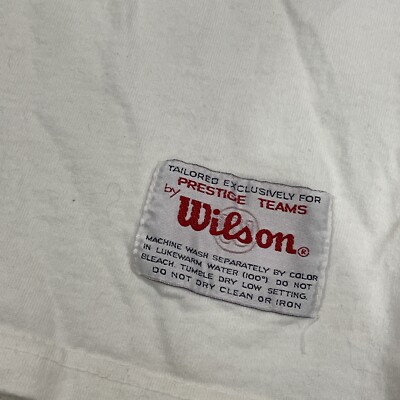 TAILORED EXCLUSIVELY FOR
PRESTIGE TEAMS
by Wilson®
MACHINE WASH SEPARATELY BY COLOR
IN LUKEWARM WATER (100°) DO NOT
BLEACH. TUMBLE DRY LOW SETTING.
DO NOT DRY CLEAN OR IRON